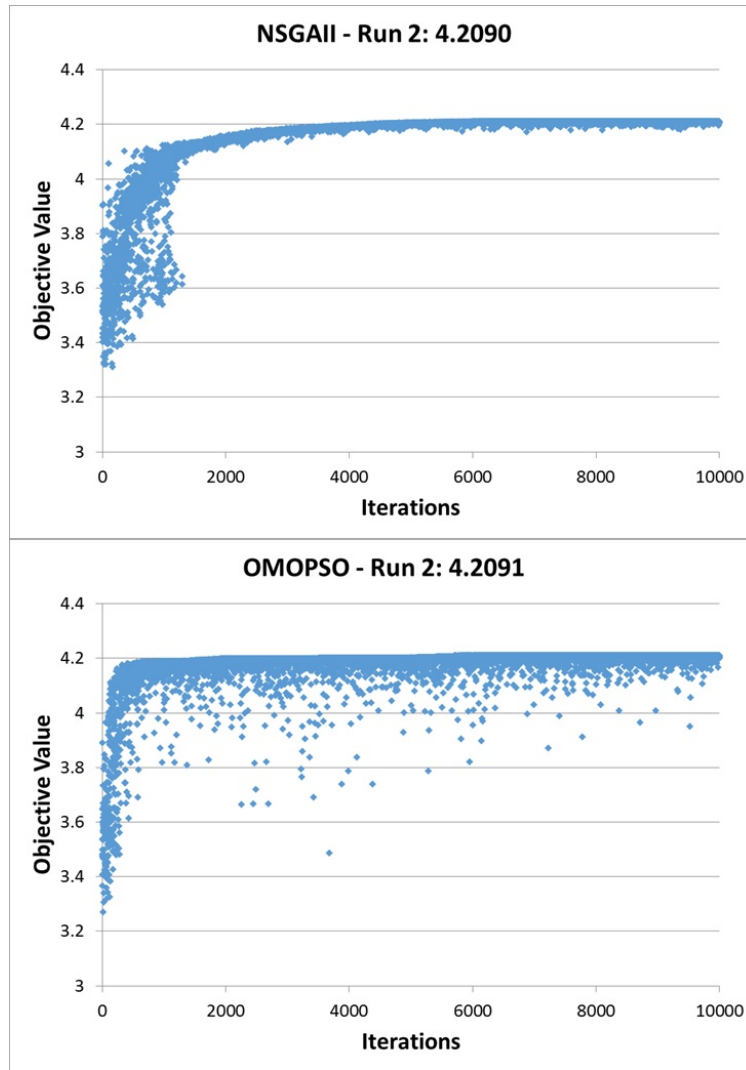 NSGAII - Run 2: 4.2090
4.4
4.2
4
3.8
3.6
3.4
3.2
3
Objective Value
0 2000 4000 6000 8000 10000
Iterations
OMOPSO - Run 2: 4.2091
4.4
4.2
4
3.8
3.6
3.4
3.2
3
Objective Value
0 2000 4000 6000 8000 10000
Iterations